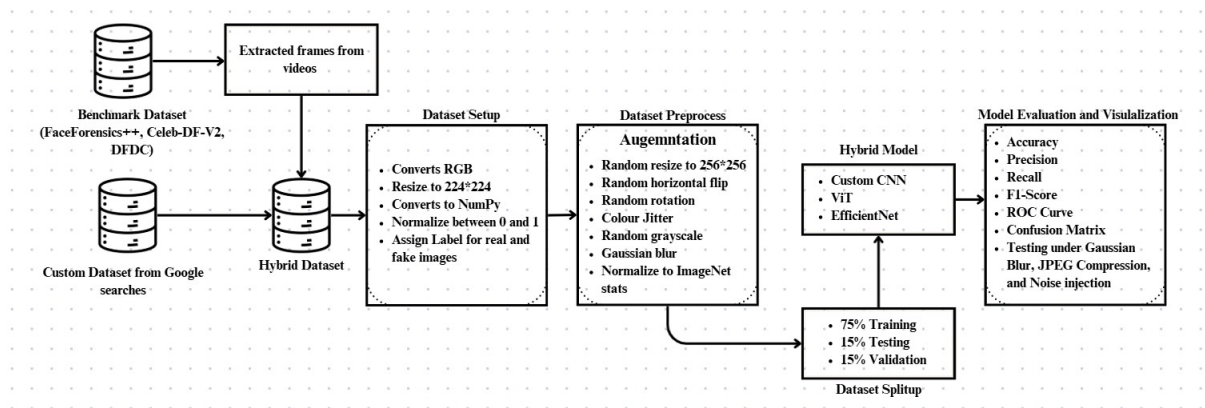 Extracted frames from
videos
Benchmark Dataset
(FaceForensics++, Celeb-DF-V2,
DFDC)
Custom Dataset from Google
searches
Hybrid Dataset
Dataset Setup
• Converts RGB
• Resize to 224*224
• Converts to NumPy
• Normalize between 0 and 1
• Assign Label for real and
fake images
Dataset Preprocess
Augemntation
• Random resize to 256*256
• Random horizontal flip
• Random rotation
• Colour Jitter
• Random grayscale
• Gaussian blur
• Normalize to ImageNet
stats
• 75% Training
• 15% Testing
• 15% Validation
Dataset Splitup
Hybrid Model
• Custom CNN
• ViT
• EfficientNet
Model Evaluation and Visulalization
• Accuracy
• Precision
• Recall
• F1-Score
• ROC Curve
• Confusion Matrix
• Testing under Gaussian
Blur, JPEG Compression,
and Noise injection